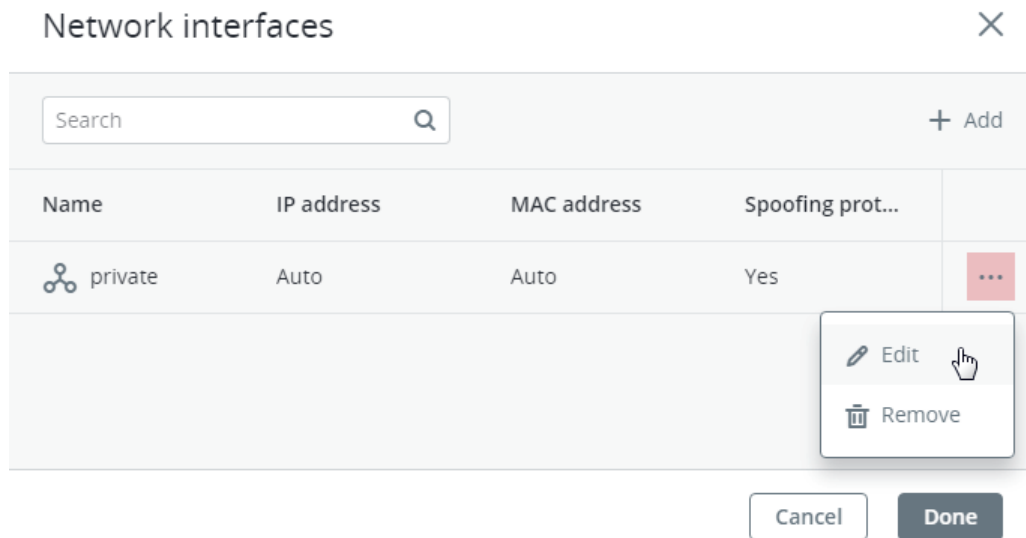 Network interfaces
Search
Add
Name IP address MAC address Spoofing prot...
private Auto Auto Yes
Edit
Remove
Cancel Done